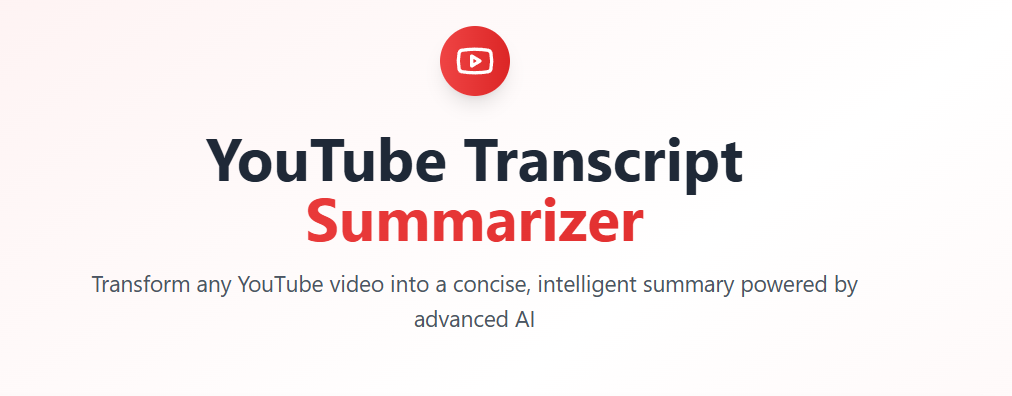 YouTube Transcript
Summarizer
Transform any YouTube video into a concise, intelligent summary powered by
advanced AI